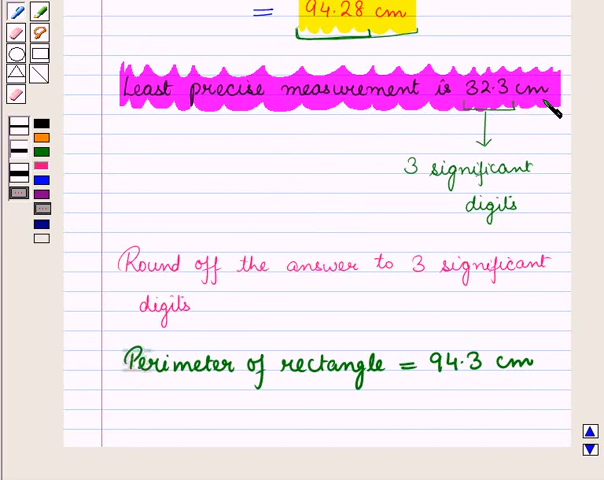 = 94.28 cm
Least precise measurement is 32.3 cm
3 significant
digits
Round off the answer to 3 significant
digits
Perimeter of rectangle = 94.3 cm